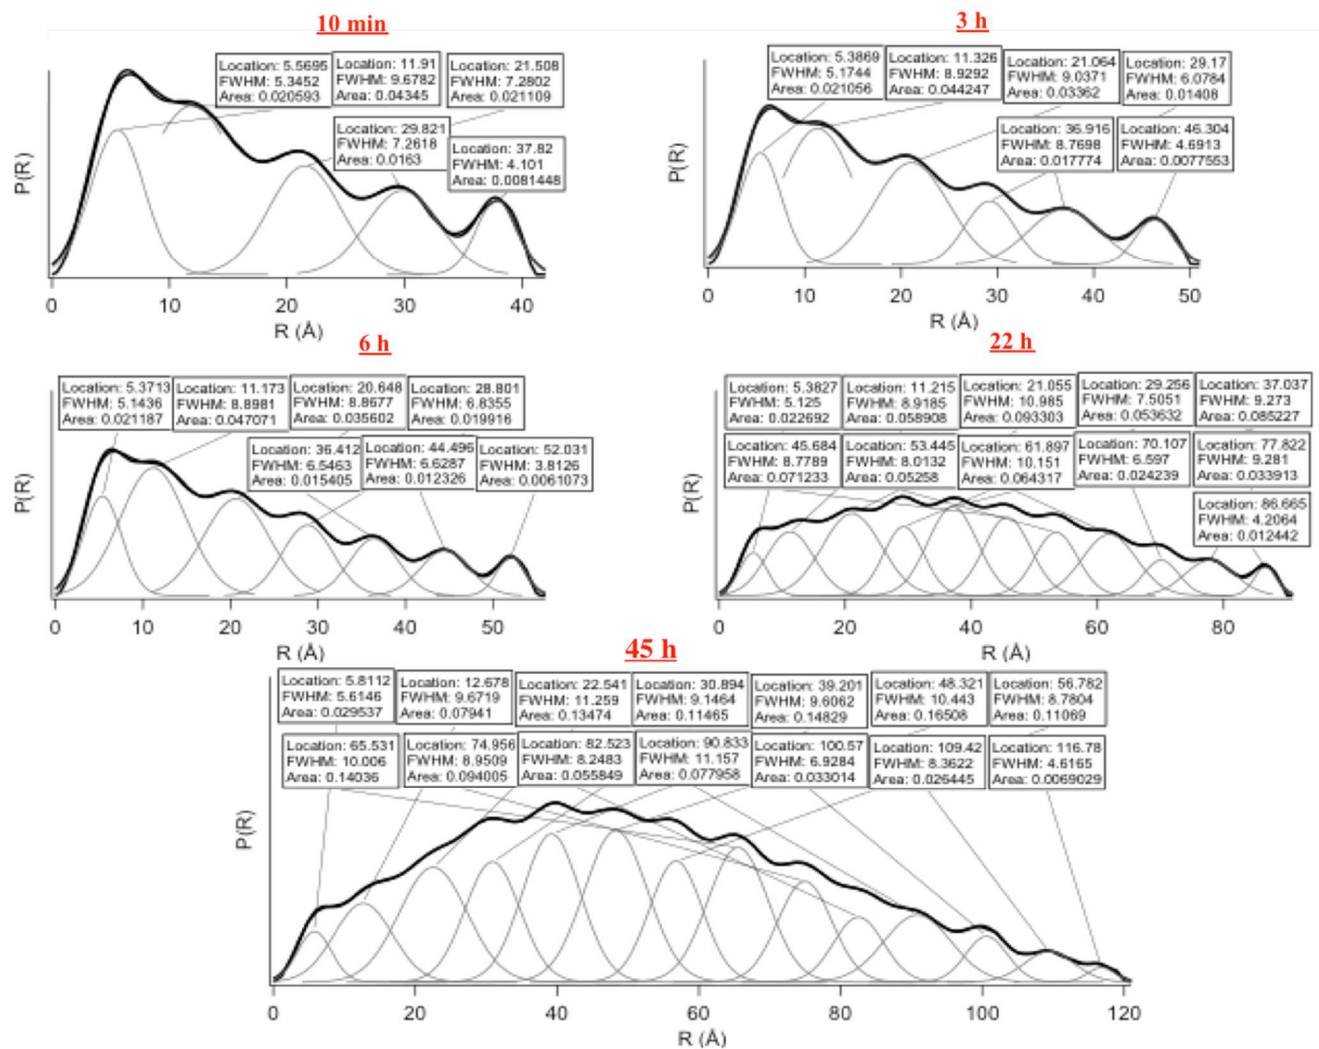 10 min
Location: 5.5695
FWHM: 5.3452
Area: 0.020593
Location: 11.91
FWHM: 9.6782
Area: 0.04345
Location: 21.508
FWHM: 7.2802
Area: 0.021109
Location: 29.821
FWHM: 7.2618
Area: 0.0163
Location: 37.82
FWHM: 4.101
Area: 0.0081448
P(R)
0 10 20 30 40
R (Å)
3 h
Location: 5.3869
FWHM: 5.1744
Area: 0.021056
Location: 11.326
FWHM: 8.9292
Area: 0.044247
Location: 21.064
FWHM: 9.0371
Area: 0.03362
Location: 29.17
FWHM: 6.0784
Area: 0.01408
Location: 36.916
FWHM: 8.7698
Area: 0.017774
Location: 46.304
FWHM: 4.6913
Area: 0.0077553
P(R)
0 10 20 30 40 50
R (Å)
6 h
Location: 5.3713
FWHM: 5.1436
Area: 0.021187
Location: 11.173
FWHM: 8.8981
Area: 0.047071
Location: 20.648
FWHM: 8.8677
Area: 0.035602
Location: 28.801
FWHM: 6.8355
Area: 0.019916
Location: 36.412
FWHM: 6.5463
Area: 0.015405
Location: 44.496
FWHM: 6.6287
Area: 0.012326
Location: 52.031
FWHM: 3.8126
Area: 0.0061073
P(R)
0 10 20 30 40 50
R (Å)
22 h
Location: 5.3827
FWHM: 5.125
Area: 0.022692
Location: 11.215
FWHM: 8.9185
Area: 0.058908
Location: 21.055
FWHM: 10.985
Area: 0.093303
Location: 29.256
FWHM: 7.5051
Area: 0.053632
Location: 37.037
FWHM: 9.273
Area: 0.085227
Location: 45.684
FWHM: 8.7789
Area: 0.071233
Location: 53.445
FWHM: 8.0132
Area: 0.05258
Location: 61.897
FWHM: 10.151
Area: 0.064317
Location: 70.107
FWHM: 6.597
Area: 0.024239
Location: 77.822
FWHM: 9.281
Area: 0.033913
Location: 86.665
FWHM: 4.2064
Area: 0.012442
P(R)
0 20 40 60 80
R (Å)
45 h
Location: 5.8112
FWHM: 5.6146
Area: 0.029537
Location: 12.678
FWHM: 9.6719
Area: 0.07941
Location: 22.541
FWHM: 11.259
Area: 0.13474
Location: 30.894
FWHM: 9.1464
Area: 0.11465
Location: 39.201
FWHM: 9.6062
Area: 0.14829
Location: 48.321
FWHM: 10.443
Area: 0.16508
Location: 56.782
FWHM: 8.7804
Area: 0.11069
Location: 65.531
FWHM: 10.006
Area: 0.14036
Location: 74.956
FWHM: 8.9509
Area: 0.094005
Location: 82.523
FWHM: 8.2483
Area: 0.055849
Location: 90.833
FWHM: 11.157
Area: 0.077958
Location: 100.57
FWHM: 6.9284
Area: 0.033014
Location: 109.42
FWHM: 8.3622
Area: 0.026445
Location: 116.78
FWHM: 4.6165
Area: 0.0069029
P(R)
0 20 40 60 80 100 120
R (Å)